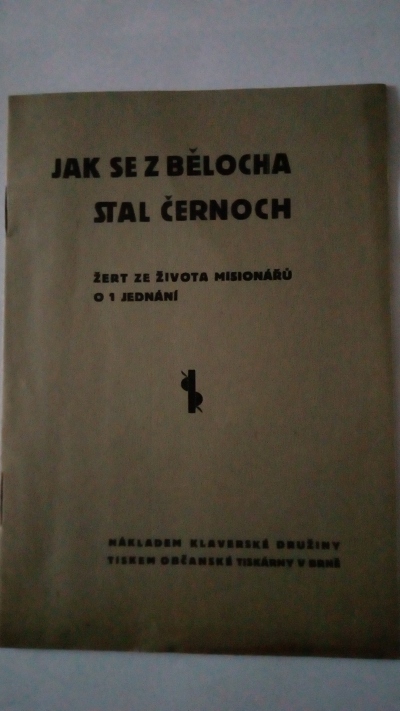 JAK SE Z BĚLOCHA
STAL ČERNOCH
ŽERT ZE ŽIVOTA MISIONÁŘŮ
O 1 JEDNÁNÍ
NÁKLADEM KLAVERSKÉ DRUŽINY
TISKEM OBČANSKÉ TISKÁRNY V BRNĚ